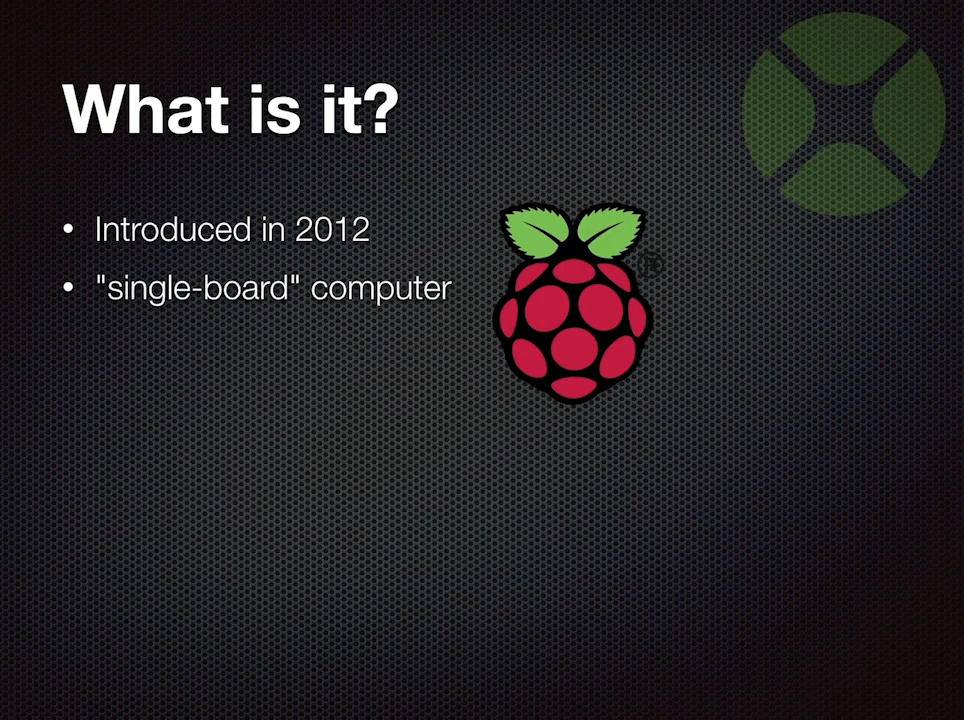 What is it?
• Introduced in 2012
• "single-board" computer
®